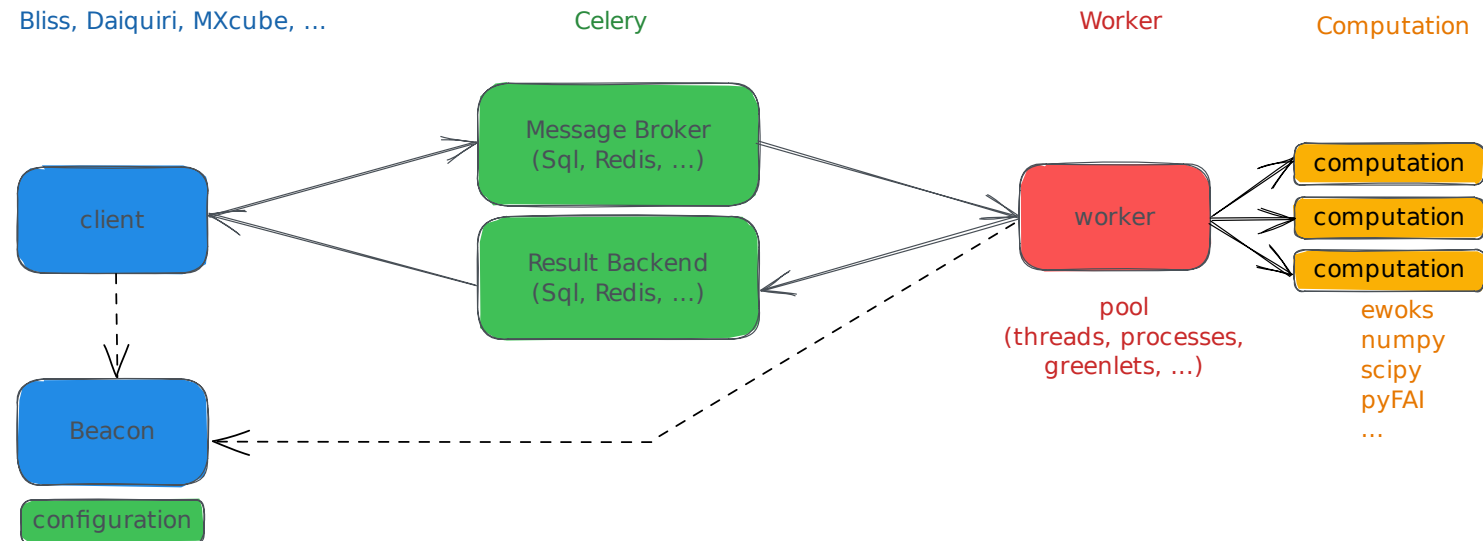 Bliss, Daiquiri, MXcube, ...
Celery
Worker
Computation
Message Broker
(Sql, Redis, ...)
client
Result Backend
(Sql, Redis, ...)
worker
computation
computation
computation
pool
(threads, processes,
greenlets, ...)
ewoks
numpy
scipy
pyFAI
...
Beacon
configuration